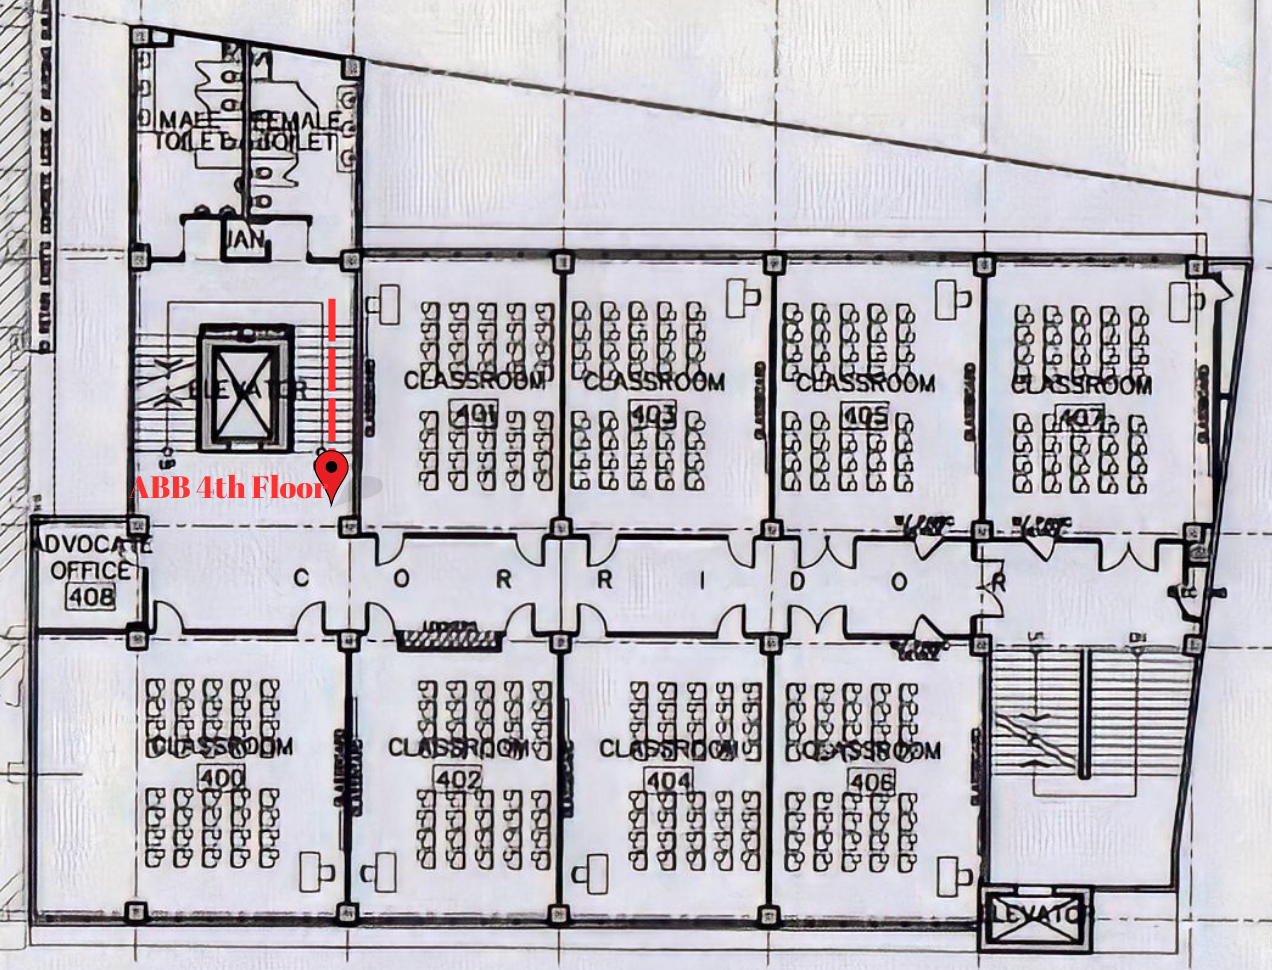 MALE
TOILET
FEMALE
TOILET
JAN
ELEVATOR
ABB 4th Floor
CLASSROOM
401
CLASSROOM
403
CLASSROOM
405
CLASSROOM
407
ADVOCATE
OFFICE
408
C O R R I D O R
CLASSROOM
400
CLASSROOM
402
CLASSROOM
404
CLASSROOM
406
ELEVATOR